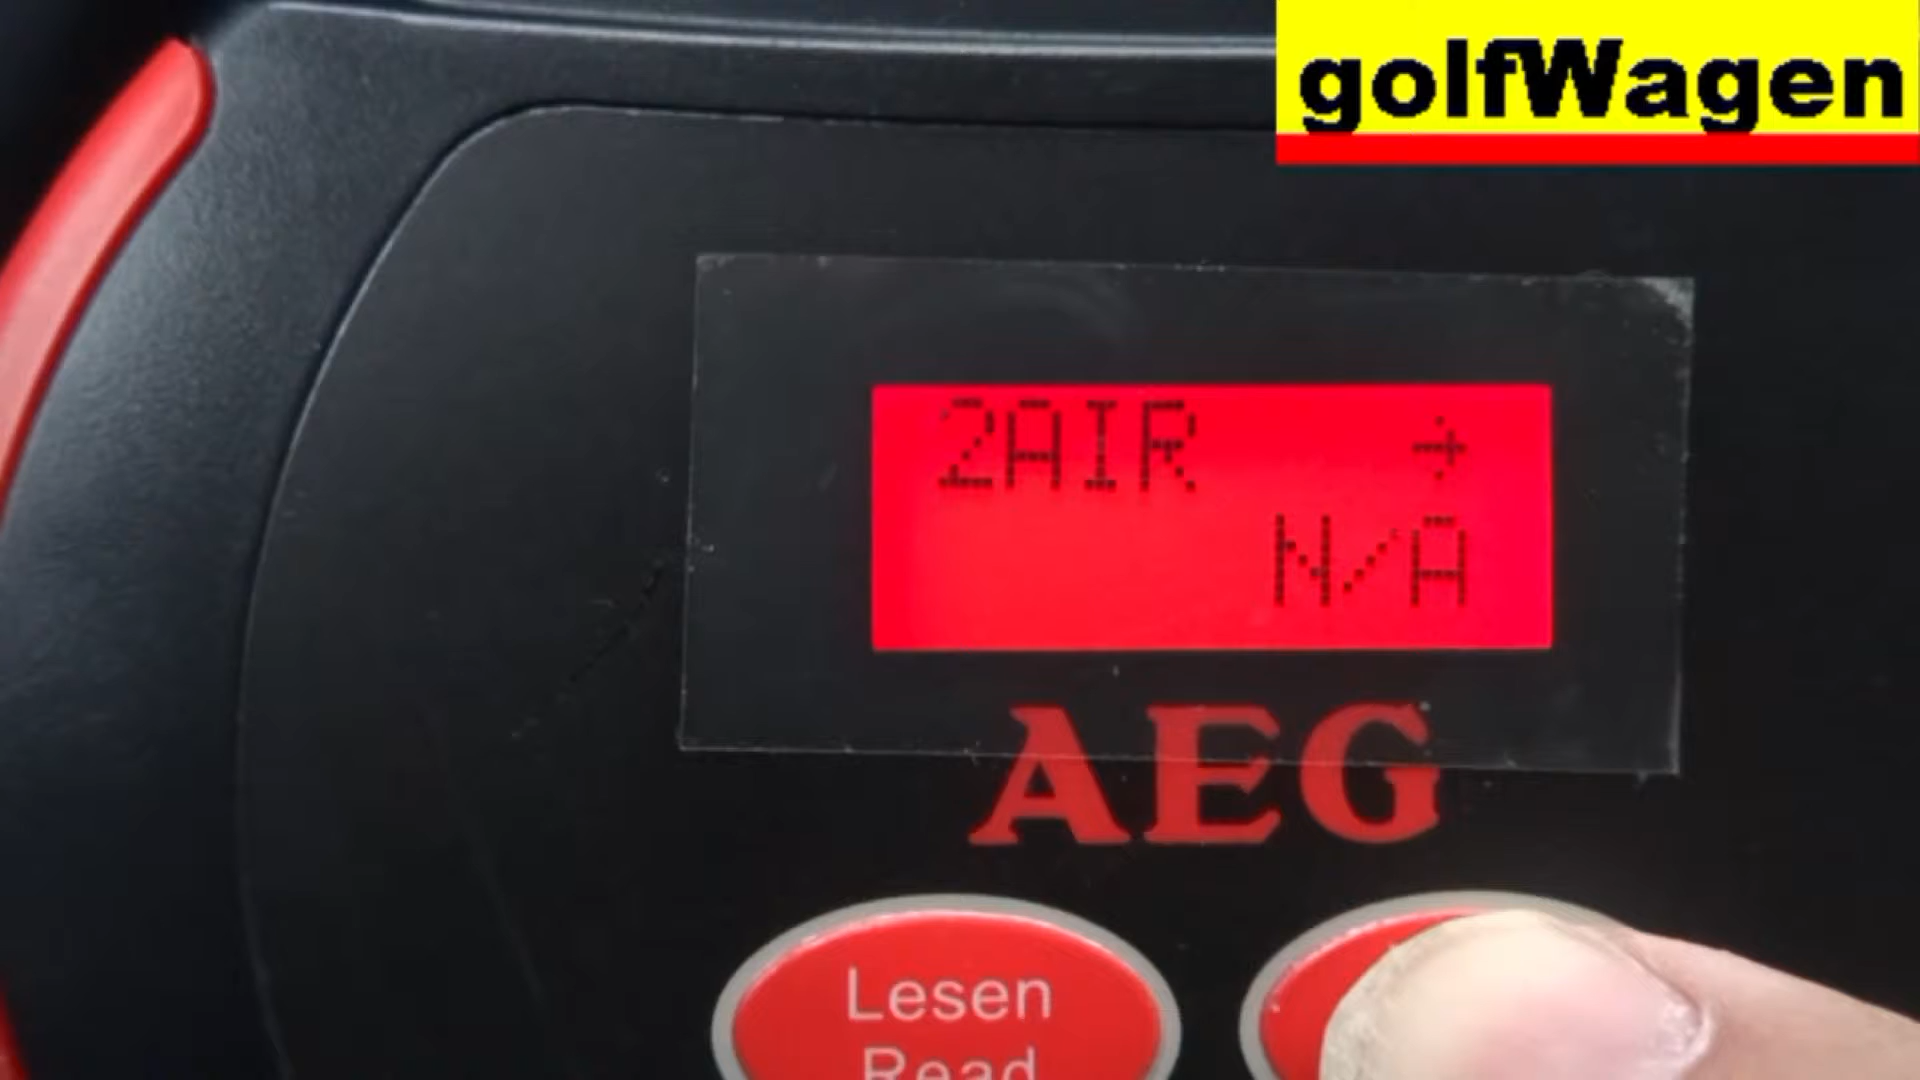 golfWagen
2AIR →
N/A
AEG
Lesen
Read